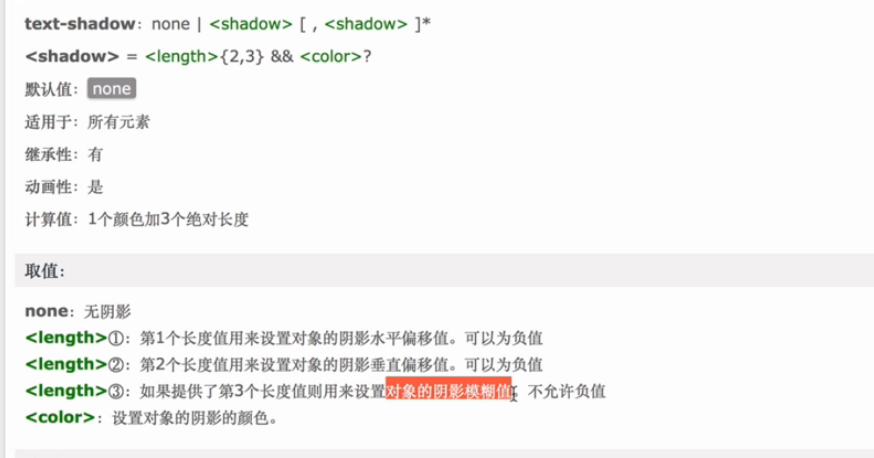 text-shadow：none | <shadow> [ , <shadow> ]*
<shadow> = <length>{2,3} && <color>?
默认值：none
适用于：所有元素
继承性：有
动画性：是
计算值：1个颜色加3个绝对长度
取值：
none：无阴影
<length>①：第1个长度值用来设置对象的阴影水平偏移值。可以为负值
<length>②：第2个长度值用来设置对象的阴影垂直偏移值。可以为负值
<length>③：如果提供了第3个长度值则用来设置对象的阴影模糊值。不允许负值
<color>：设置对象的阴影的颜色。